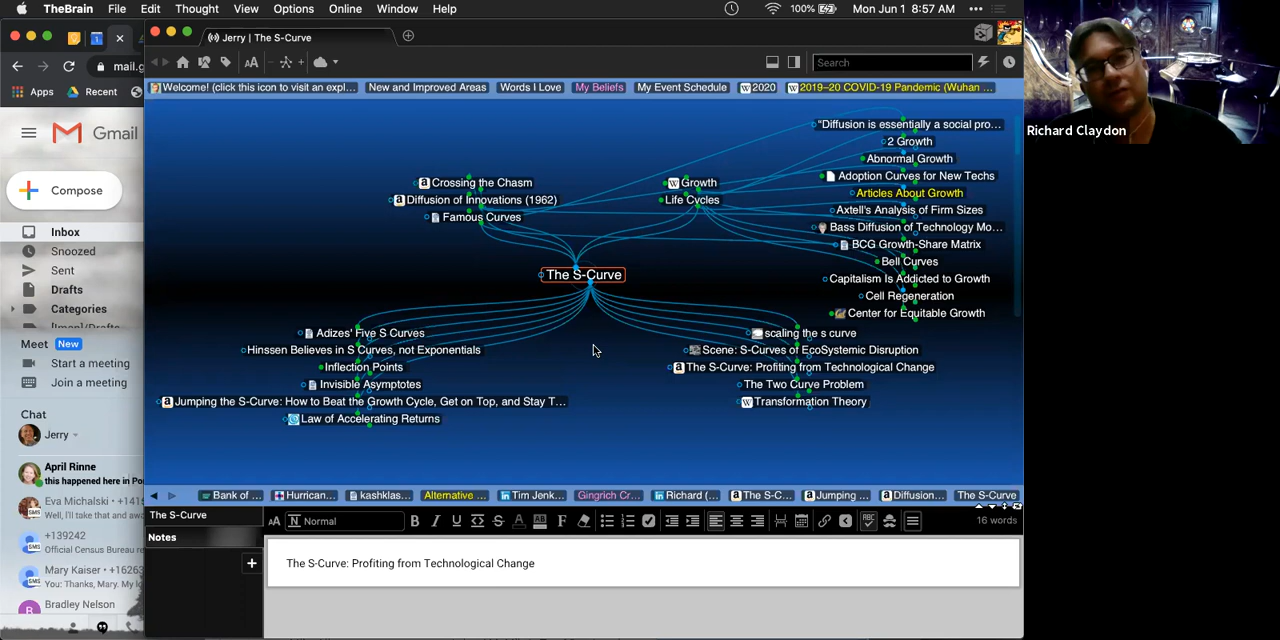 TheBrain File Edit Thought View Options Online Window Help 100% Mon Jun 1 8:57 AM
Jerry | The S-Curve
mail.g
Search
Apps Recent
Welcome! (click this icon to visit an expl... New and Improved Areas Words I Love My Beliefs My Event Schedule 2020 2019–20 COVID-19 Pandemic (Wuhan ...
Gmail
Compose
Inbox
Snoozed
Sent
Drafts
Categories
[Imap]/Drafts
Meet New
Start a meeting
Join a meeting
Chat
Jerry
April Rinne
this happened here in Po
Eva Michalski • +141
Well, I'll take that and awo
+139242
Official Census Bureau re
Mary Kaiser • +16263
You: Thanks, Mary. My lo
Bradley Nelson
Crossing the Chasm
Diffusion of Innovations (1962)
Famous Curves
Growth
Life Cycles
"Diffusion is essentially a social pro...
2 Growth
Abnormal Growth
Adoption Curves for New Techs
Articles About Growth
Axtell's Analysis of Firm Sizes
Bass Diffusion of Technology Mo...
BCG Growth-Share Matrix
Bell Curves
Capitalism Is Addicted to Growth
Cell Regeneration
Center for Equitable Growth
The S-Curve
Adizes' Five S Curves
Hinssen Believes in S Curves, not Exponentials
Inflection Points
Invisible Asymptotes
Jumping the S-Curve: How to Beat the Growth Cycle, Get on Top, and Stay T...
Law of Accelerating Returns
scaling the s curve
Scene: S-Curves of EcoSystemic Disruption
The S-Curve: Profiting from Technological Change
The Two Curve Problem
Transformation Theory
Bank of ... Hurrican... kashklas... Alternative ... Tim Jenk... Gingrich Cr... Richard (... The S-C... Jumping ... Diffusion... The S-Curve
The S-Curve
Normal
16 words
Notes
The S-Curve: Profiting from Technological Change
Richard Claydon